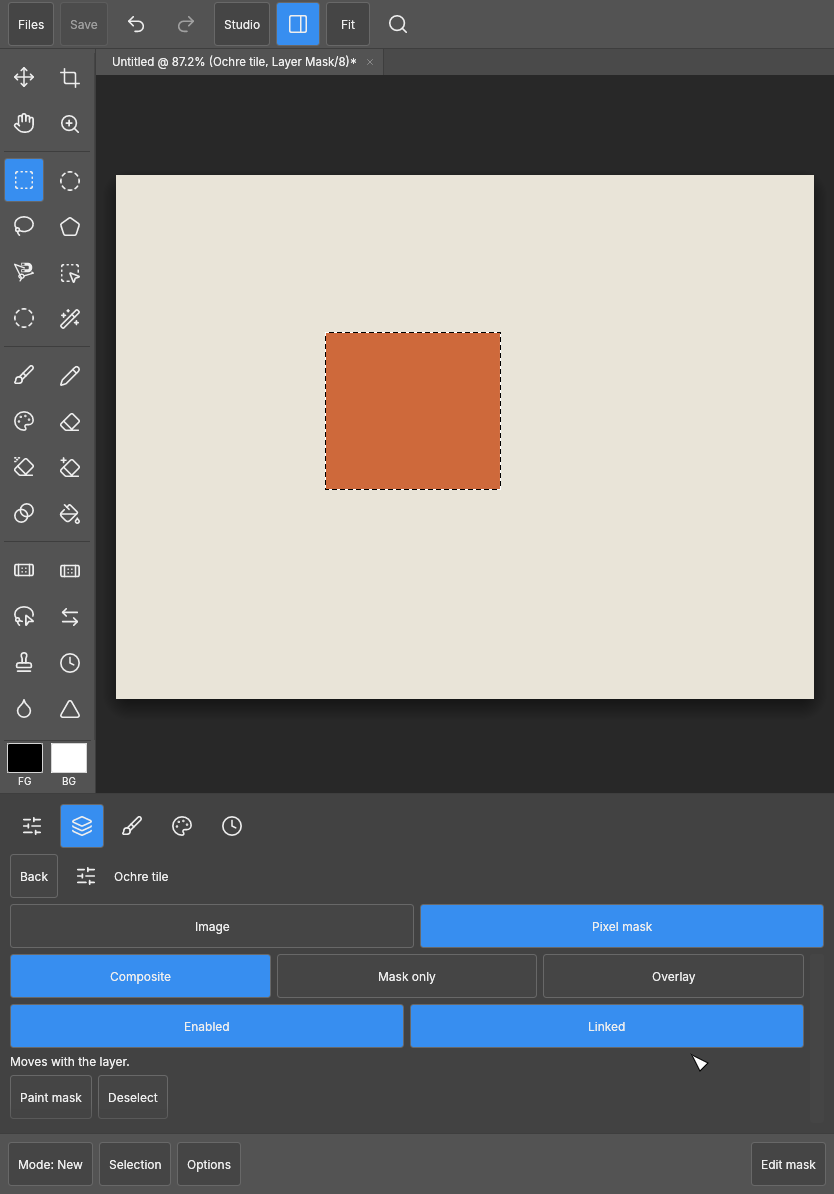 Files Save Studio Fit
Untitled @ 87.2% (Ochre tile, Layer Mask/8)* ×
FG BG
Back Ochre tile
Image Pixel mask
Composite Mask only Overlay
Enabled Linked
Moves with the layer.
Paint mask Deselect
Mode: New Selection Options Edit mask